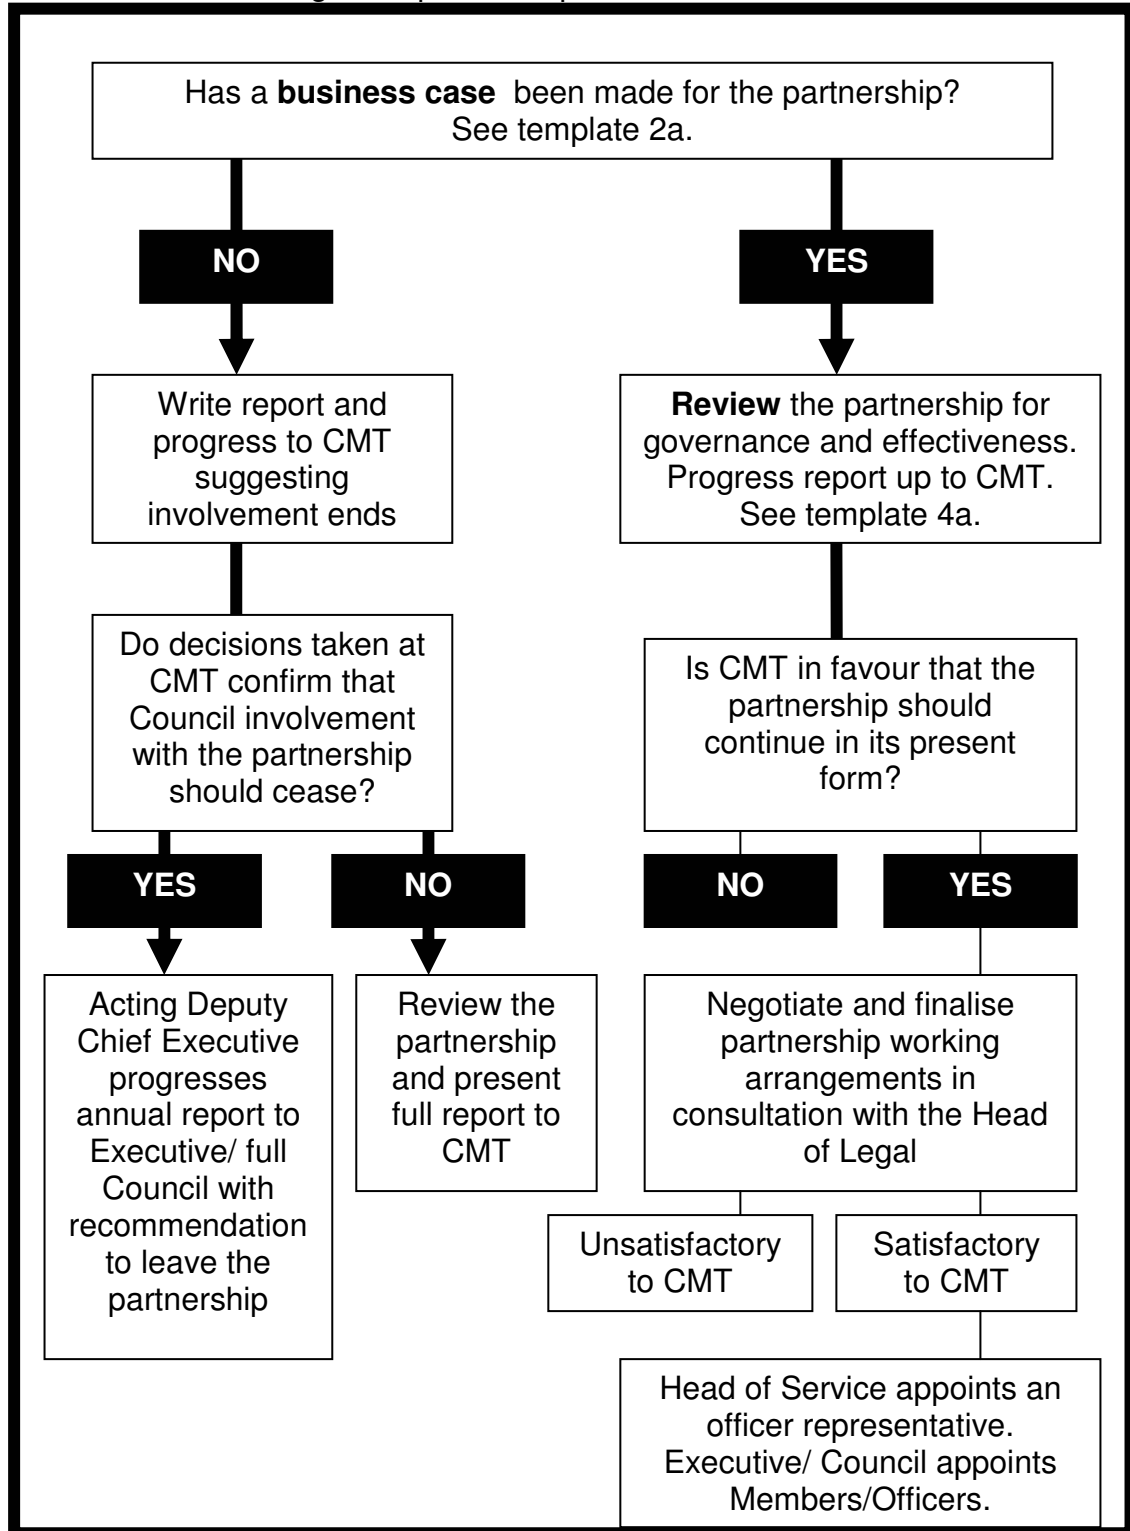 Has a business case been made for the partnership?
See template 2a.
NO
YES
Write report and
progress to CMT
suggesting
involvement ends
Review the partnership for
governance and effectiveness.
Progress report up to CMT.
See template 4a.
Do decisions taken at
CMT confirm that
Council involvement
with the partnership
should cease?
Is CMT in favour that the
partnership should
continue in its present
form?
YES
NO
NO
YES
Acting Deputy
Chief Executive
progresses
annual report to
Executive/ full
Council with
recommendation
to leave the
partnership
Review the
partnership
and present
full report to
CMT
Negotiate and finalise
partnership working
arrangements in
consultation with the Head
of Legal
Unsatisfactory
to CMT
Satisfactory
to CMT
Head of Service appoints an
officer representative.
Executive/ Council appoints
Members/Officers.